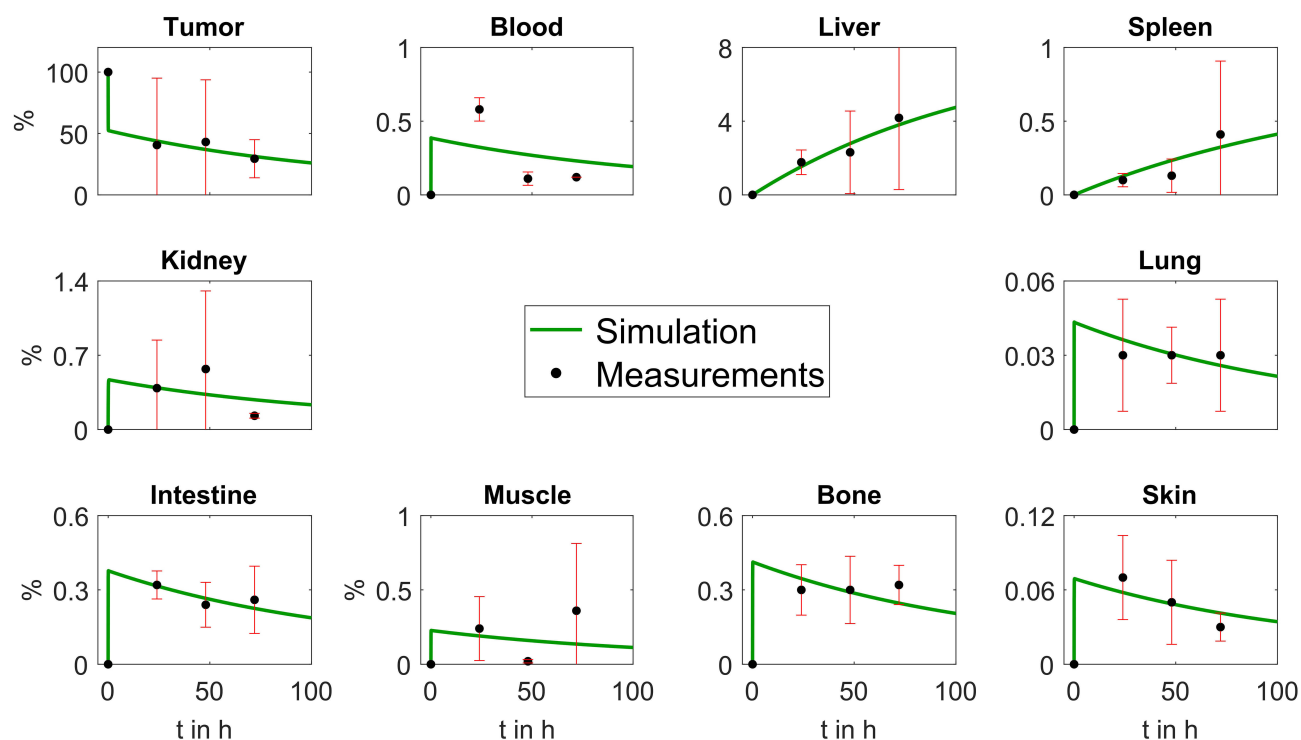 Tumor
Blood
Liver
Spleen
100
50
0
%
1
0.5
0
8
4
0
1
0.5
0
Kidney
Lung
1.4
0.7
0
%
Simulation
Measurements
0.06
0.03
0
Intestine
Muscle
Bone
Skin
0.6
0.3
0
%
0 50 100
t in h
1
0.5
0
%
0 50 100
t in h
0.6
0.3
0
0 50 100
t in h
0.12
0.06
0
0 50 100
t in h